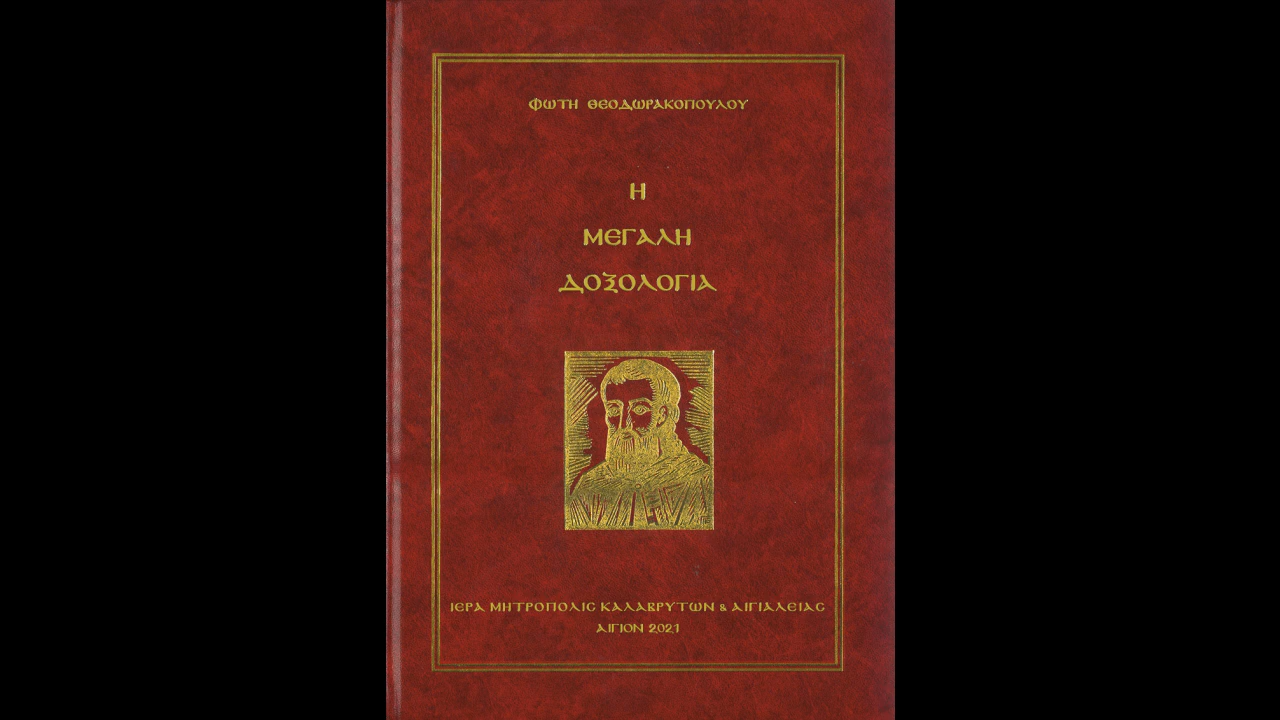 ΦΩΤΗ ΘΕΟΔΩΡΑΚΟΠΟΥΛΟΥ
Η
ΜΕΓΑΛΗ
ΔΟΞΟΛΟΓΙΑ
ΙΕΡΑ ΜΗΤΡΟΠΟΛΙΣ ΚΑΛΑΒΡΥΤΩΝ & ΑΙΓΙΑΛΕΙΑΣ
ΑΙΓΙΟΝ 2021